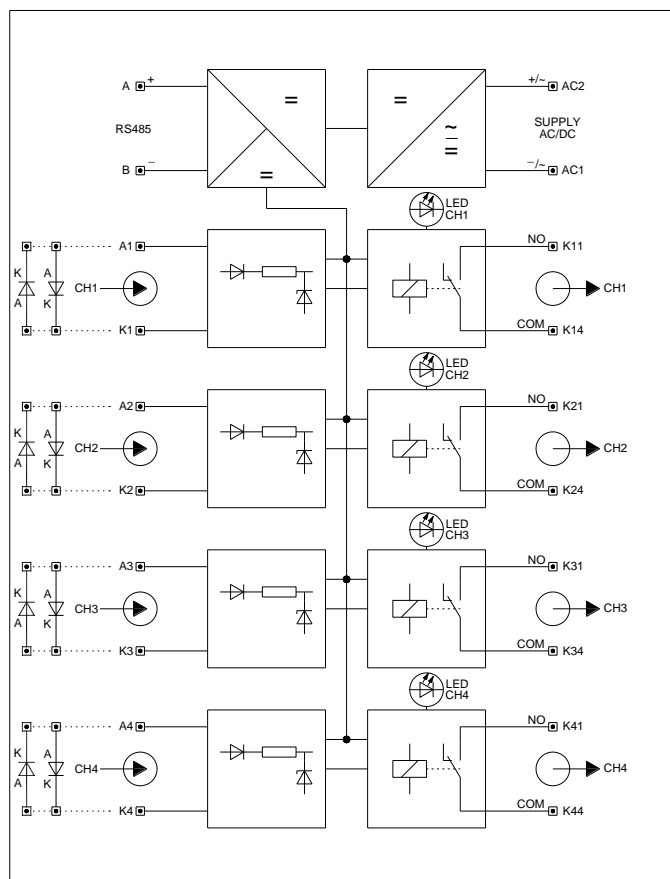 A + = = +/~ AC2
RS485 ~ SUPPLY
= AC/DC
B – = –/~ AC1
LED
CH1
A1 NO K11
K A CH1 CH1
A K
K1 COM K14
LED
CH2
A2 NO K21
K A CH2 CH2
A K
K2 COM K24
LED
CH3
A3 NO K31
K A CH3 CH3
A K
K3 COM K34
LED
CH4
A4 NO K41
K A CH4 CH4
A K
K4 COM K44